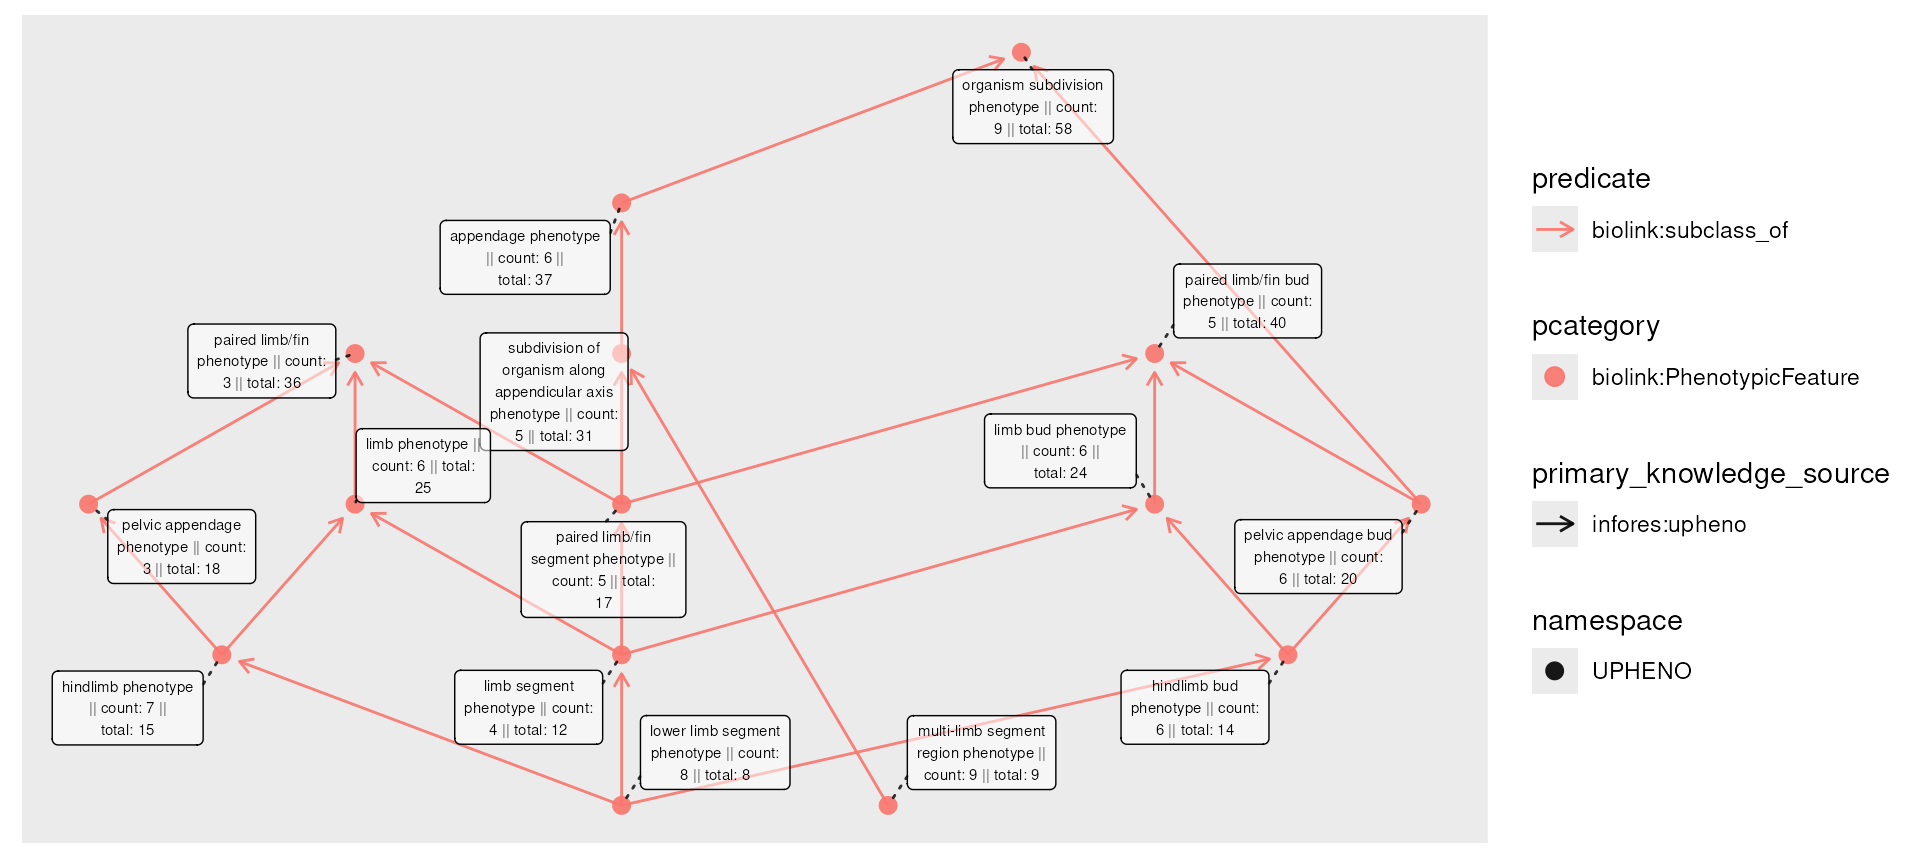 organism subdivision
phenotype || count:
9 || total: 58
appendage phenotype
|| count: 6 ||
total: 37
paired limb/fin bud
phenotype || count:
5 || total: 40
paired limb/fin
phenotype || count:
3 || total: 36
subdivision of
organism along
appendicular axis
phenotype || count:
5 || total: 31
limb phenotype ||
count: 6 || total:
25
limb bud phenotype
|| count: 6 ||
total: 24
pelvic appendage
phenotype || count:
3 || total: 18
paired limb/fin
segment phenotype ||
count: 5 || total:
17
pelvic appendage bud
phenotype || count:
6 || total: 20
hindlimb phenotype
|| count: 7 ||
total: 15
limb segment
phenotype || count:
4 || total: 12
lower limb segment
phenotype || count:
8 || total: 8
multi-limb segment
region phenotype ||
count: 9 || total: 9
hindlimb bud
phenotype || count:
6 || total: 14
predicate
biolink:subclass_of
pcategory
biolink:PhenotypicFeature
primary_knowledge_source
infores:upheno
namespace
UPHENO